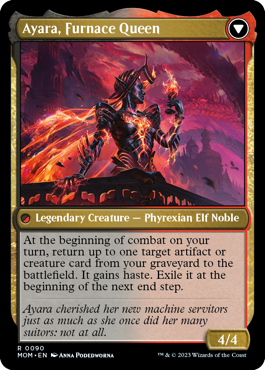 Ayara, Furnace Queen
Legendary Creature — Phyrexian Elf Noble
At the beginning of combat on your
turn, return up to one target artifact or
creature card from your graveyard to the
battlefield. It gains haste. Exile it at the
beginning of the next end step.
Ayara cherished her new machine servitors
just as much as she once did her many
suitors: not at all.
4/4
R 0090
MOM • EN Anna Podedworna
™ & © 2023 Wizards of the Coast